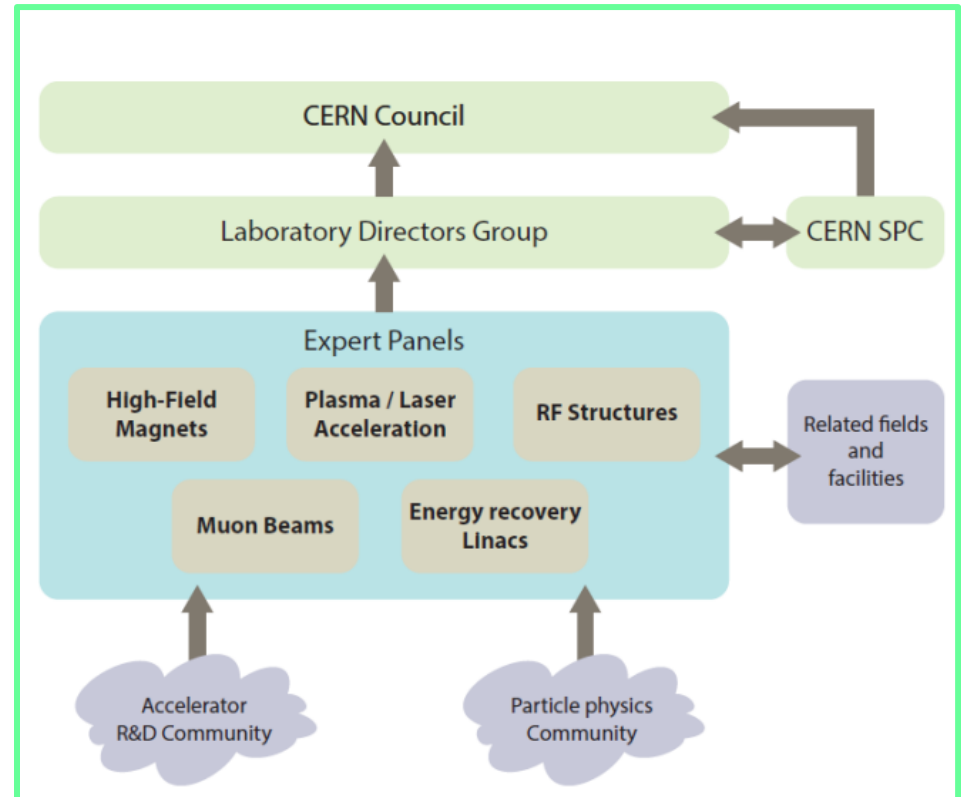 CERN Council
Laboratory Directors Group
CERN SPC
Expert Panels
High-Field
Magnets
Plasma / Laser
Acceleration
RF Structures
Related fields
and
facilities
Muon Beams
Energy recovery
Linacs
Accelerator
R&D Community
Particle physics
Community